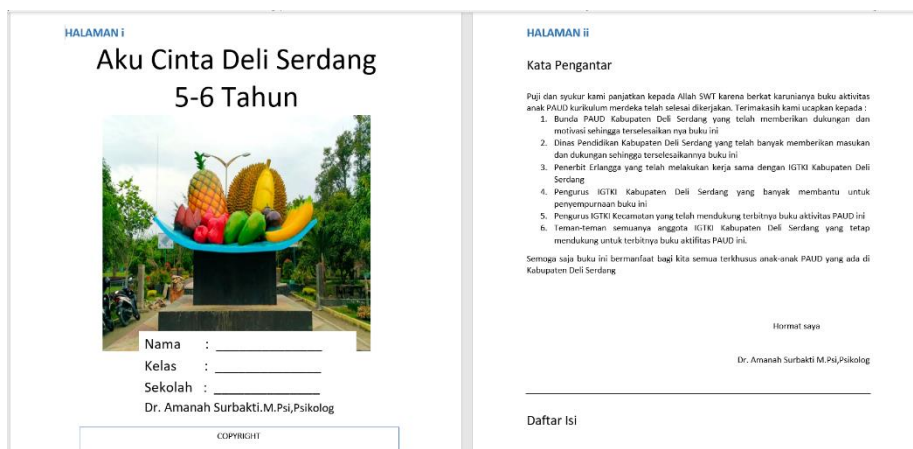 HALAMAN i
Aku Cinta Deli Serdang
5-6 Tahun
Nama : _______________
Kelas : _______________
Sekolah : _______________
Dr. Amanah Surbakti.M.Psi,Psikolog
COPYRIGHT
HALAMAN ii
Kata Pengantar
Puji dan syukur kami panjatkan kepada Allah SWT karena berkat karunianya buku aktivitas
anak PAUD kurikulum merdeka telah selesai dikerjakan. Terimakasih kami ucapkan kepada :
1. Bunda PAUD Kabupaten Deli Serdang yang telah memberikan dukungan dan
motivasi sehingga terselesaikan nya buku ini
2. Dinas Pendidikan Kabupaten Deli Serdang yang telah banyak memberikan masukan
dan dukungan sehingga terselesaikannya buku ini
3. Penerbit Erlangga yang telah melakukan kerja sama dengan IGTKI Kabupaten Deli
Serdang
4. Pengurus IGTKI Kabupaten Deli Serdang yang banyak membantu untuk
penyempurnaan buku ini
5. Pengurus IGTKI Kecamatan yang telah mendukung terbitnya buku aktivitas PAUD ini
6. Teman-teman semuanya anggota IGTKI Kabupaten Deli Serdang yang tetap
mendukung untuk terbitnya buku aktifitas PAUD ini.
Semoga saja buku ini bermanfaat bagi kita semua terkhusus anak-anak PAUD yang ada di
Kabupaten Deli Serdang
Hormat saya
Dr. Amanah Surbakti M.Psi,Psikolog
Daftar Isi